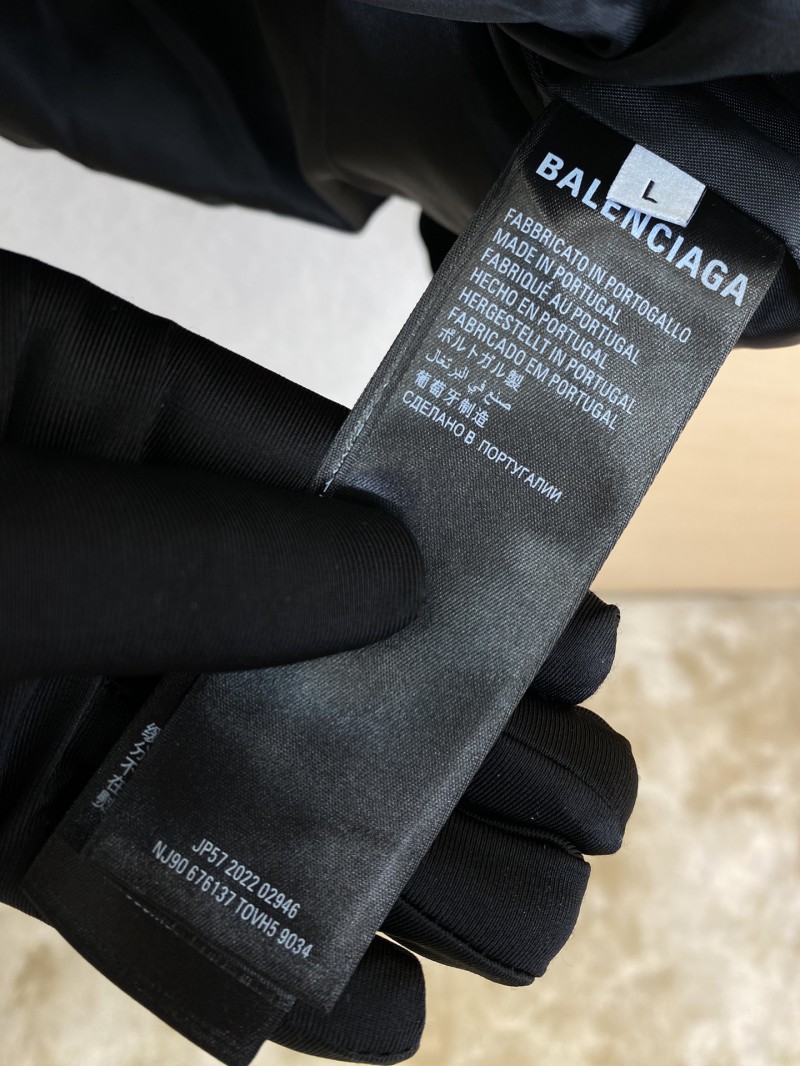 BALENCIAGA
L
FABBRICATO IN PORTOGALLO
MADE IN PORTUGAL
FABRIQUE AU PORTUGAL
HECHO EN PORTUGAL
HERGESTELLT IN PORTUGAL
FABRICADO EM PORTUGAL
ポルトガル製
صنع في البرتغال
葡萄牙制造
СДЕЛАНО В ПОРТУГАЛИИ
JP57 2022 02946
NJ90 676137 TOVH5 9034